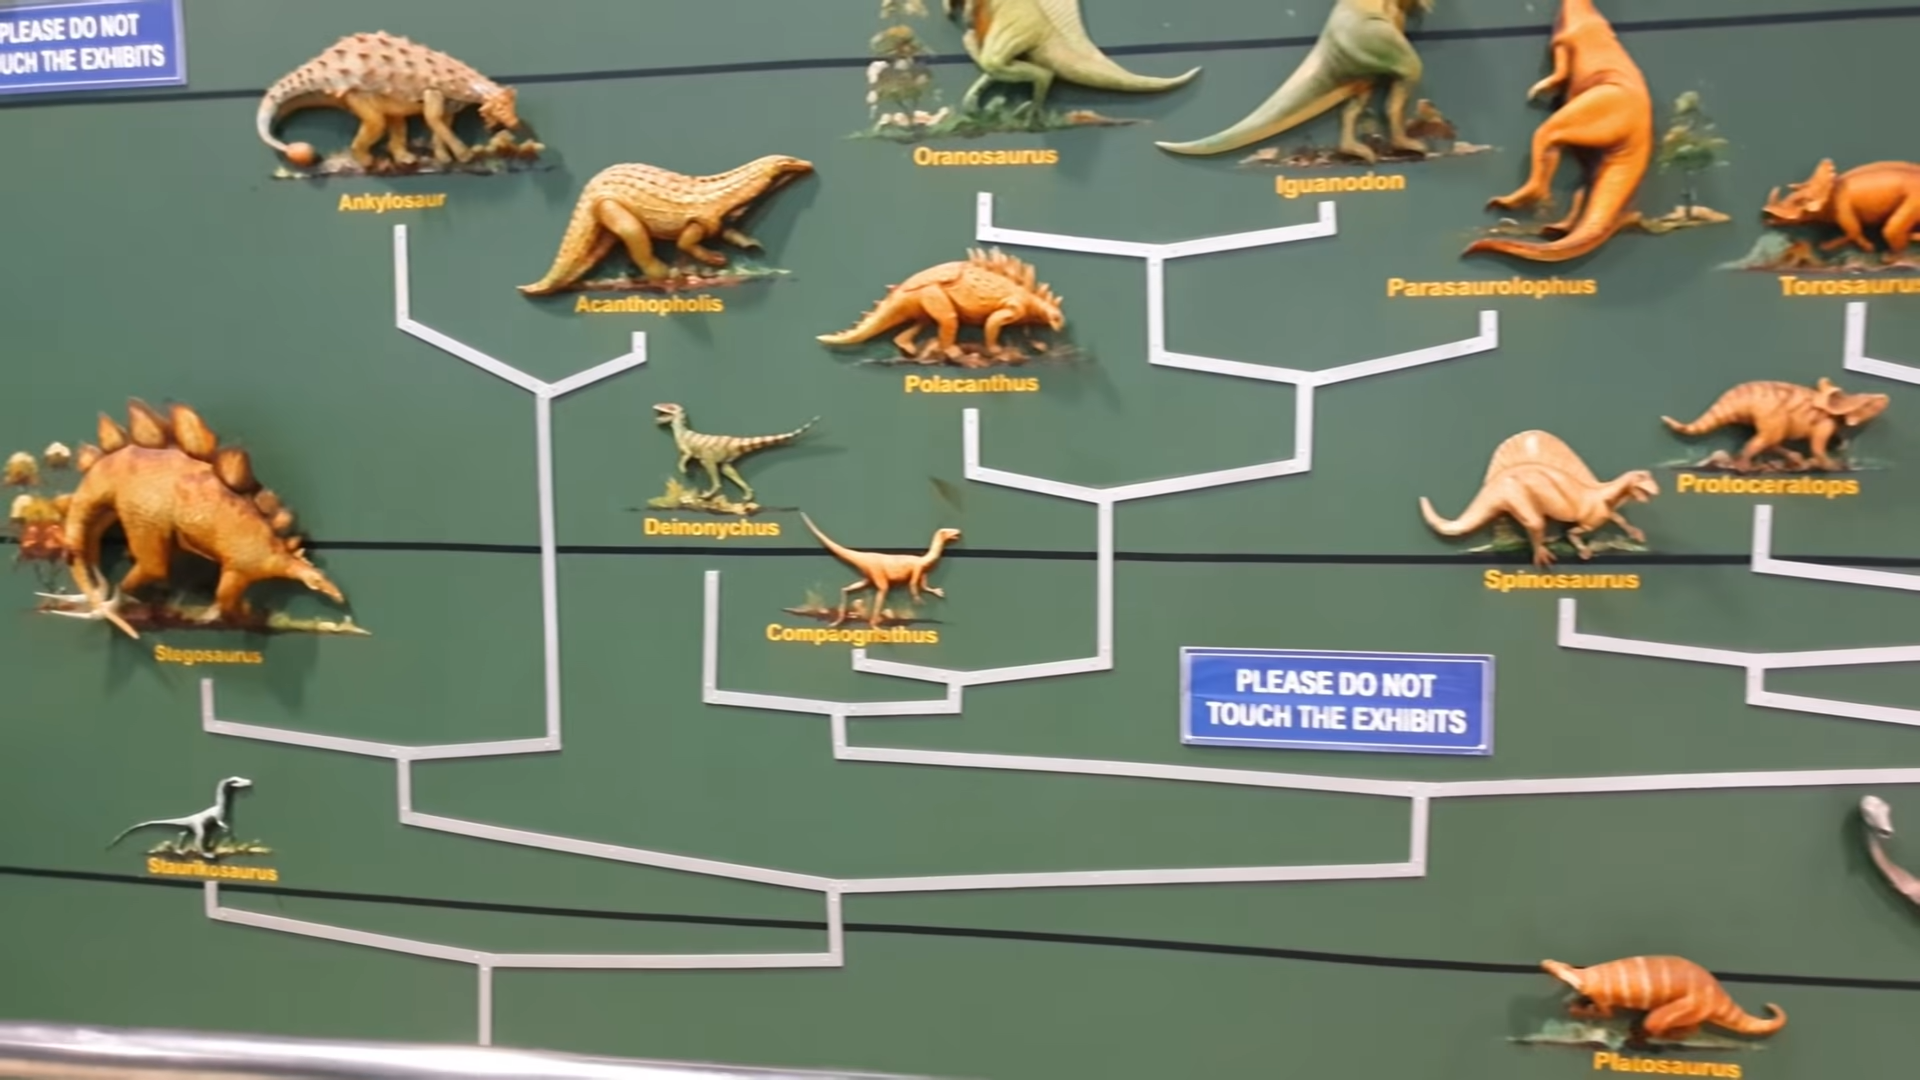 PLEASE DO NOT
UCH THE EXHIBITS
Oranosaurus
Iguanodon
Ankylosaur
Acanthopholis
Parasaurolophus
Torosaurus
Polacanthus
Protoceratops
Deinonychus
Spinosaurus
Compaognathus
Stegosaurus
PLEASE DO NOT
TOUCH THE EXHIBITS
Staurikosaurus
Platosaurus